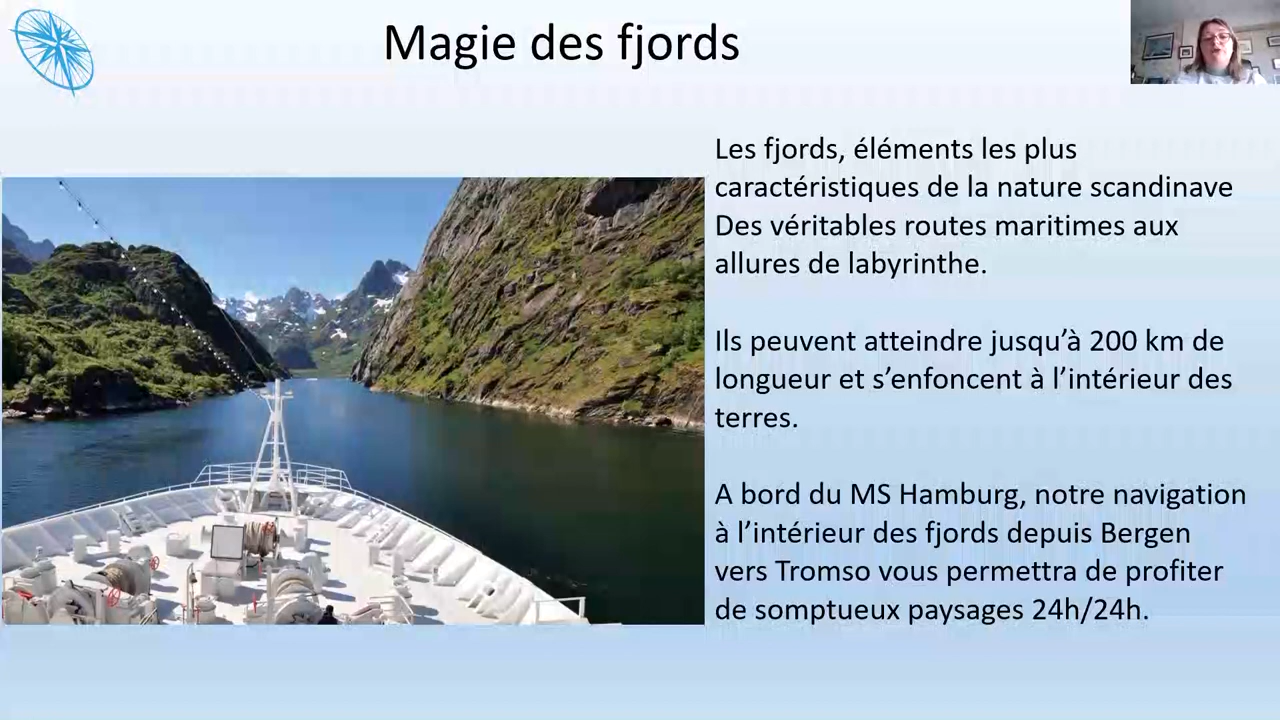 Magie des fjords
Les fjords, éléments les plus
caractéristiques de la nature scandinave
Des véritables routes maritimes aux
allures de labyrinthe.
Ils peuvent atteindre jusqu’à 200 km de
longueur et s’enfoncent à l’intérieur des
terres.
A bord du MS Hamburg, notre navigation
à l’intérieur des fjords depuis Bergen
vers Tromso vous permettra de profiter
de somptueux paysages 24h/24h.